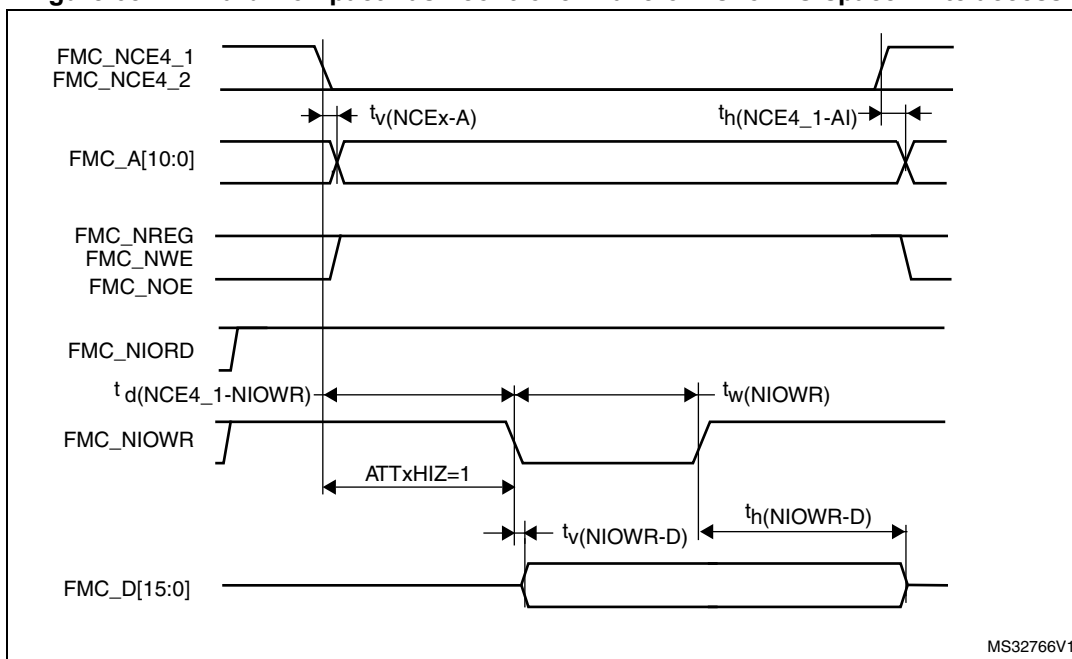 FMC_NCE4_1
FMC_NCE4_2
tv(NCEx-A)
th(NCE4_1-AI)
FMC_A[10:0]
FMC_NREG
FMC_NWE
FMC_NOE
FMC_NIORD
td(NCE4_1-NIOWR)
tw(NIOWR)
FMC_NIOWR
ATTxHIZ=1
th(NIOWR-D)
tv(NIOWR-D)
FMC_D[15:0]
MS32766V1